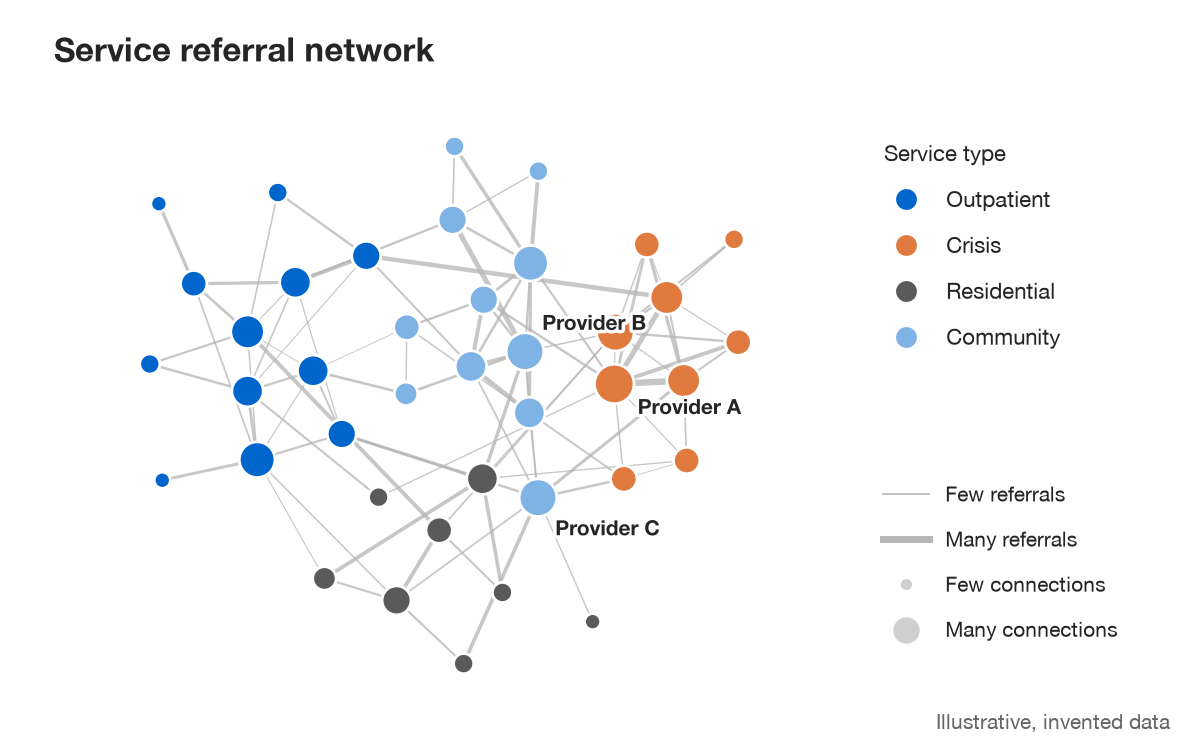 Service referral network
Service type
Outpatient
Crisis
Residential
Community
Provider B
Provider A
Provider C
Few referrals
Many referrals
Few connections
Many connections
Illustrative, invented data